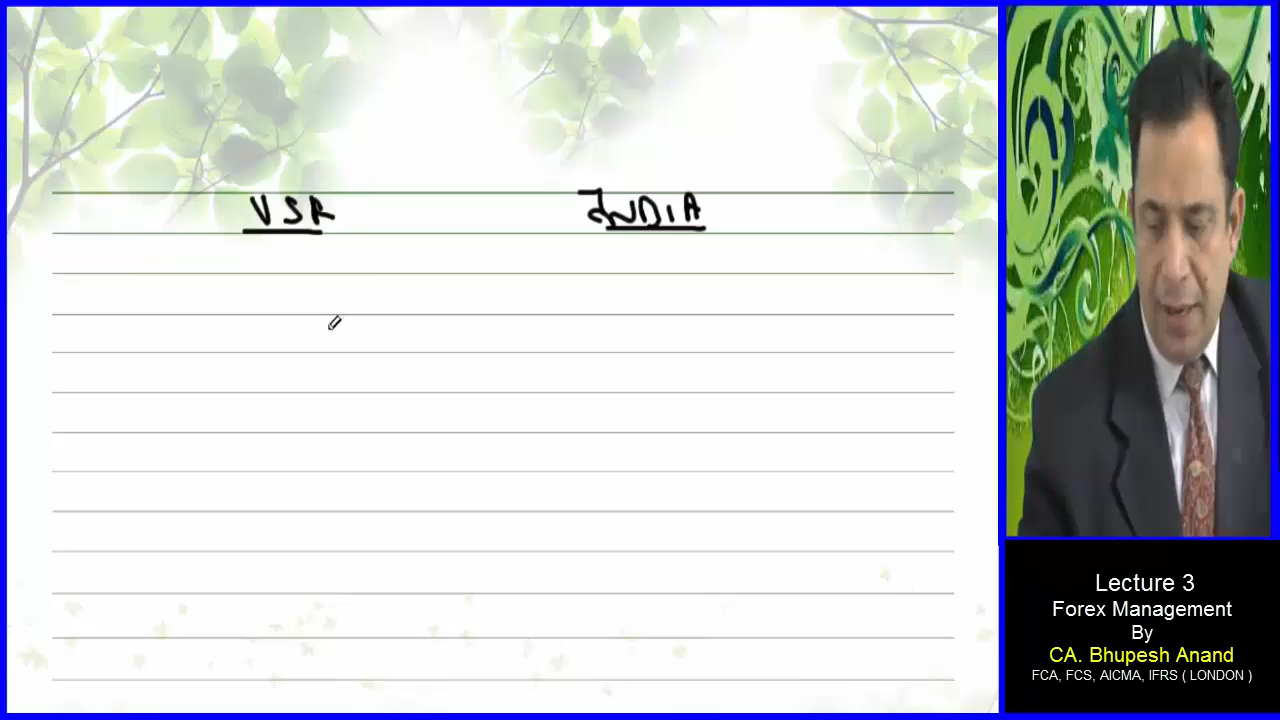 USA INDIA
Lecture 3
Forex Management
By
CA. Bhupesh Anand
FCA, FCS, AICMA, IFRS ( LONDON )